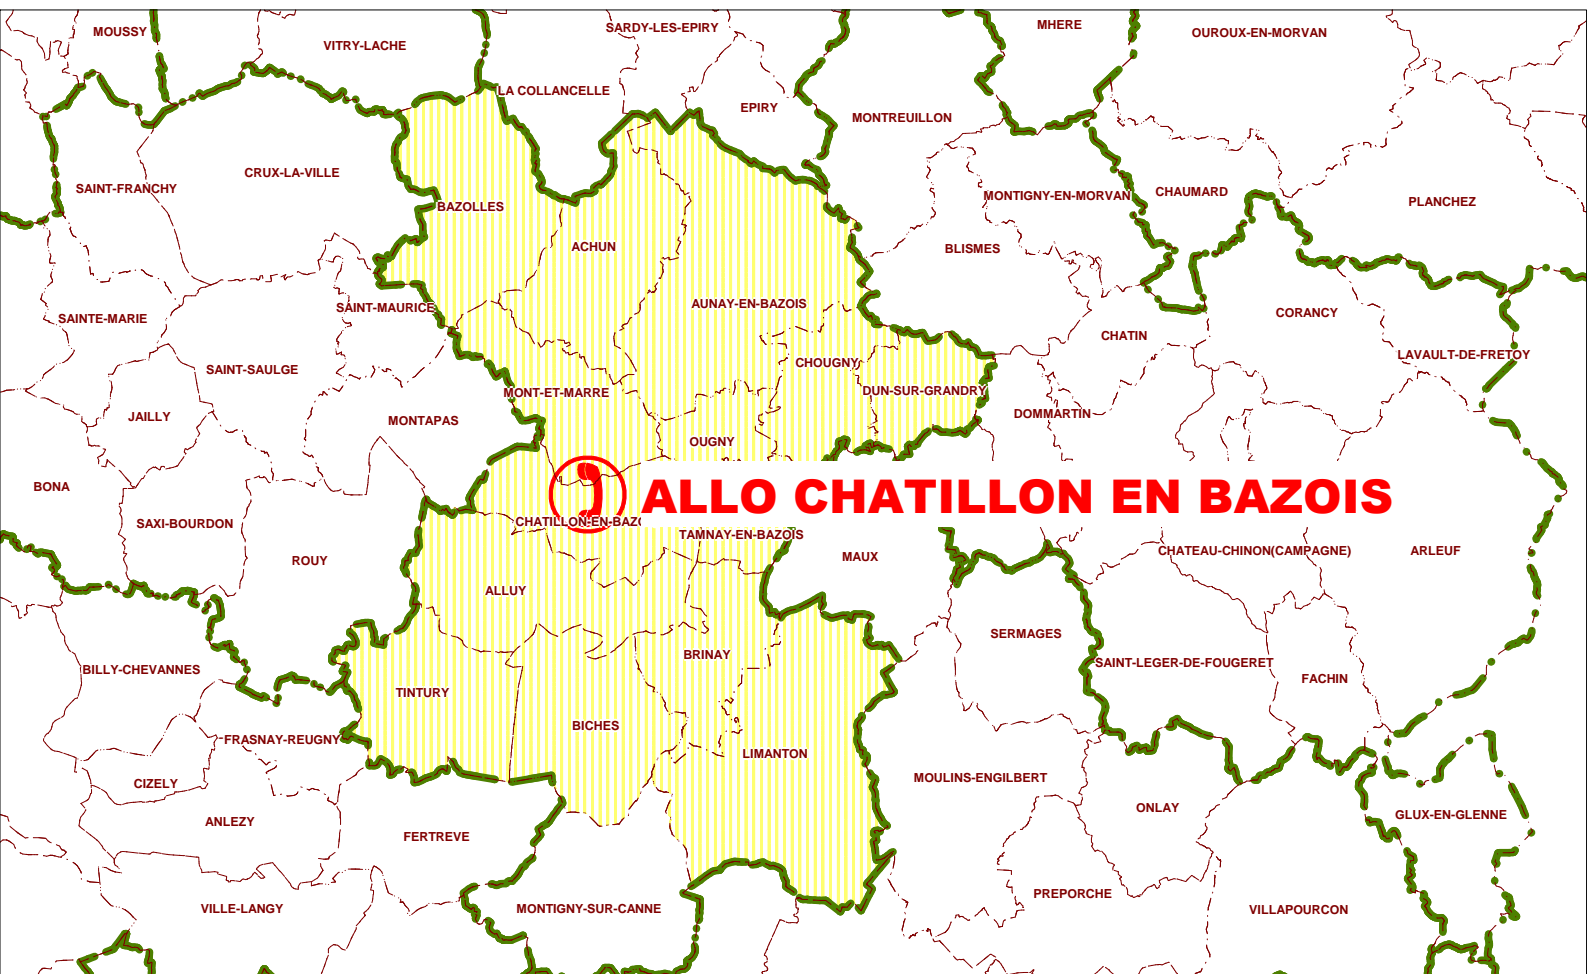 MOUSSY
VITRY-LACHE
SARDY-LES-EPIRY
MHERE
OUROUX-EN-MORVAN
LA COLLANCELLE
EPIRY
MONTREUILLON
SAINT-FRANCHY
CRUX-LA-VILLE
BAZOLLES
MONTIGNY-EN-MORVAN
CHAUMARD
PLANCHEZ
ACHUN
BLISMES
SAINTE-MARIE
SAINT-MAURICE
AUNAY-EN-BAZOIS
CORANCY
CHATIN
LAVAULT-DE-FRETOY
SAINT-SAULGE
CHOUGNY
MONT-ET-MARRE
DUN-SUR-GRANDRY
JAILLY
MONTAPAS
DOMMARTIN
OUGNY
BONA
ALLO CHATILLON EN BAZOIS
SAXI-BOURDON
CHATILLON-EN-BAZO
TAMNAY-EN-BAZOIS
ROUY
MAUX
CHATEAU-CHINON(CAMPAGNE)
ARLEUF
ALLUY
SERMAGES
BILLY-CHEVANNES
BRINAY
SAINT-LEGER-DE-FOUGERET
FACHIN
TINTURY
BICHES
FRASNAY-REUGNY
LIMANTON
CIZELY
MOULINS-ENGILBERT
ONLAY
GLUX-EN-GLENNE
ANLEZY
FERTREVE
PREPORCHE
VILLE-LANGY
MONTIGNY-SUR-CANNE
VILLAPOURCON